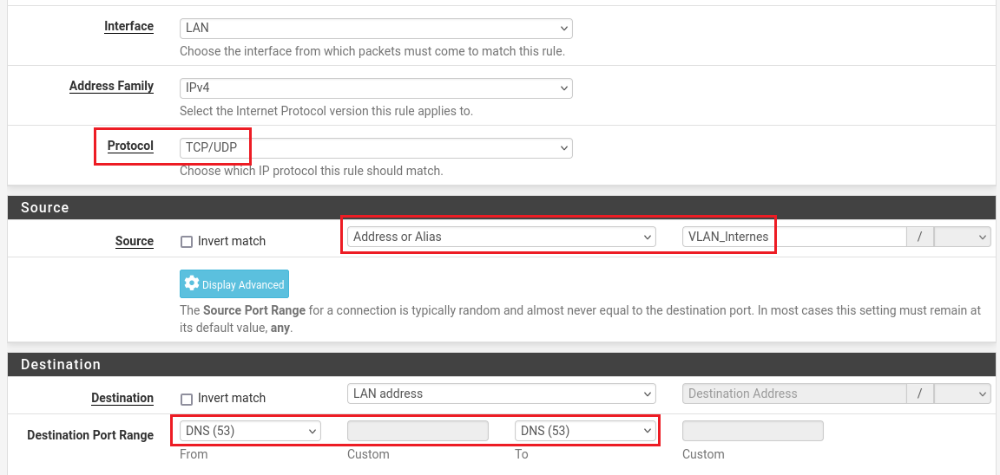 Interface LAN
Choose the interface from which packets must come to match this rule.
Address Family IPv4
Select the Internet Protocol version this rule applies to.
Protocol TCP/UDP
Choose which IP protocol this rule should match.
Source
Source Invert match Address or Alias VLAN_Internes /
Display Advanced
The Source Port Range for a connection is typically random and almost never equal to the destination port. In most cases this setting must remain at
its default value, any.
Destination
Destination Invert match LAN address Destination Address /
Destination Port Range DNS (53) DNS (53)
From Custom To Custom